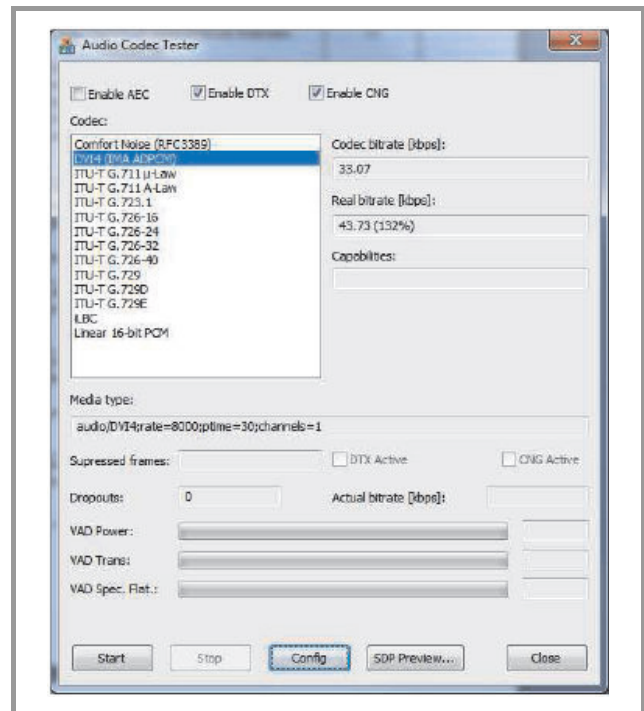 Audio Codec Tester
Enable AEC Enable DTX Enable CNG
Codec:
Comfort Noise (RFC3389)
DVI4 (IMA ADPCM)
ITU-T G.711 µ-Law
ITU-T G.711 A-Law
ITU-T G.723.1
ITU-T G.726-16
ITU-T G.726-24
ITU-T G.726-32
ITU-T G.726-40
ITU-T G.729
ITU-T G.729D
ITU-T G.729E
iLBC
Linear 16-bit PCM
Codec bitrate [kbps]:
33.07
Real bitrate [kbps]:
43.73 (132%)
Capabilities:
Media type:
audio/DVI4;rate=8000;ptime=30;channels=1
Supressed frames: DTX Active CNG Active
Dropouts: 0 Actual bitrate [kbps]:
VAD Power:
VAD Trans:
VAD Spec. Flat.:
Start Stop Config SDP Preview... Close